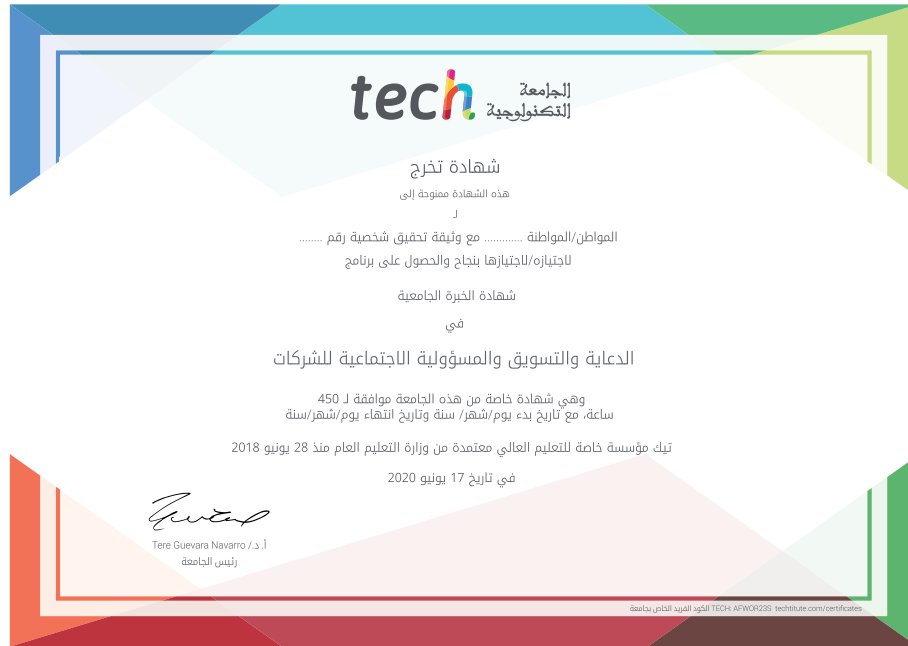 tech
الجامعة
التكنولوجية
شهادة تخرج
هذه الشهادة ممنوحة إلى
لـ
المواطن/المواطنة ............ مع وثيقة تحقيق شخصية رقم ........
لاجتيازه/لاجتيازها بنجاح والحصول على برنامج
شهادة الخبرة الجامعية
في
الدعاية والتسويق والمسؤولية الاجتماعية للشركات
وهي شهادة خاصة من هذه الجامعة موافقة لـ 450
ساعة، مع تاريخ بدء يوم/شهر/ سنة وتاريخ انتهاء يوم/شهر/سنة
تيك مؤسسة خاصة للتعليم العالي معتمدة من وزارة التعليم العام منذ 28 يونيو 2018
في تاريخ 17 يونيو 2020
أ. د./ Tere Guevara Navarro
رئيس الجامعة
الكود الفريد الخاص بجامعة TECH: AFWOR23S techtitute.com/certificates